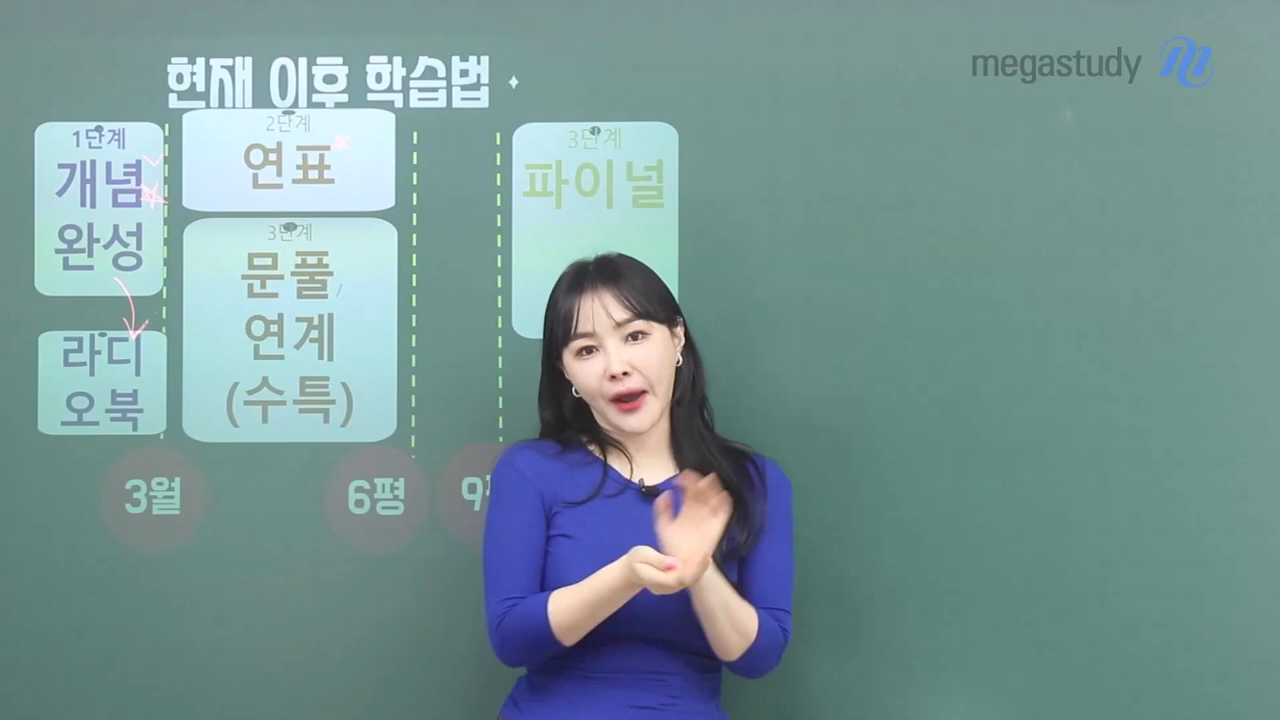 현재 이후 학습법
megastudy
1단계
개념
완성
라디
오북
2단계
연표
3단계
문풀/
연계
(수특)
3단계
파이널
3월
6평
9평